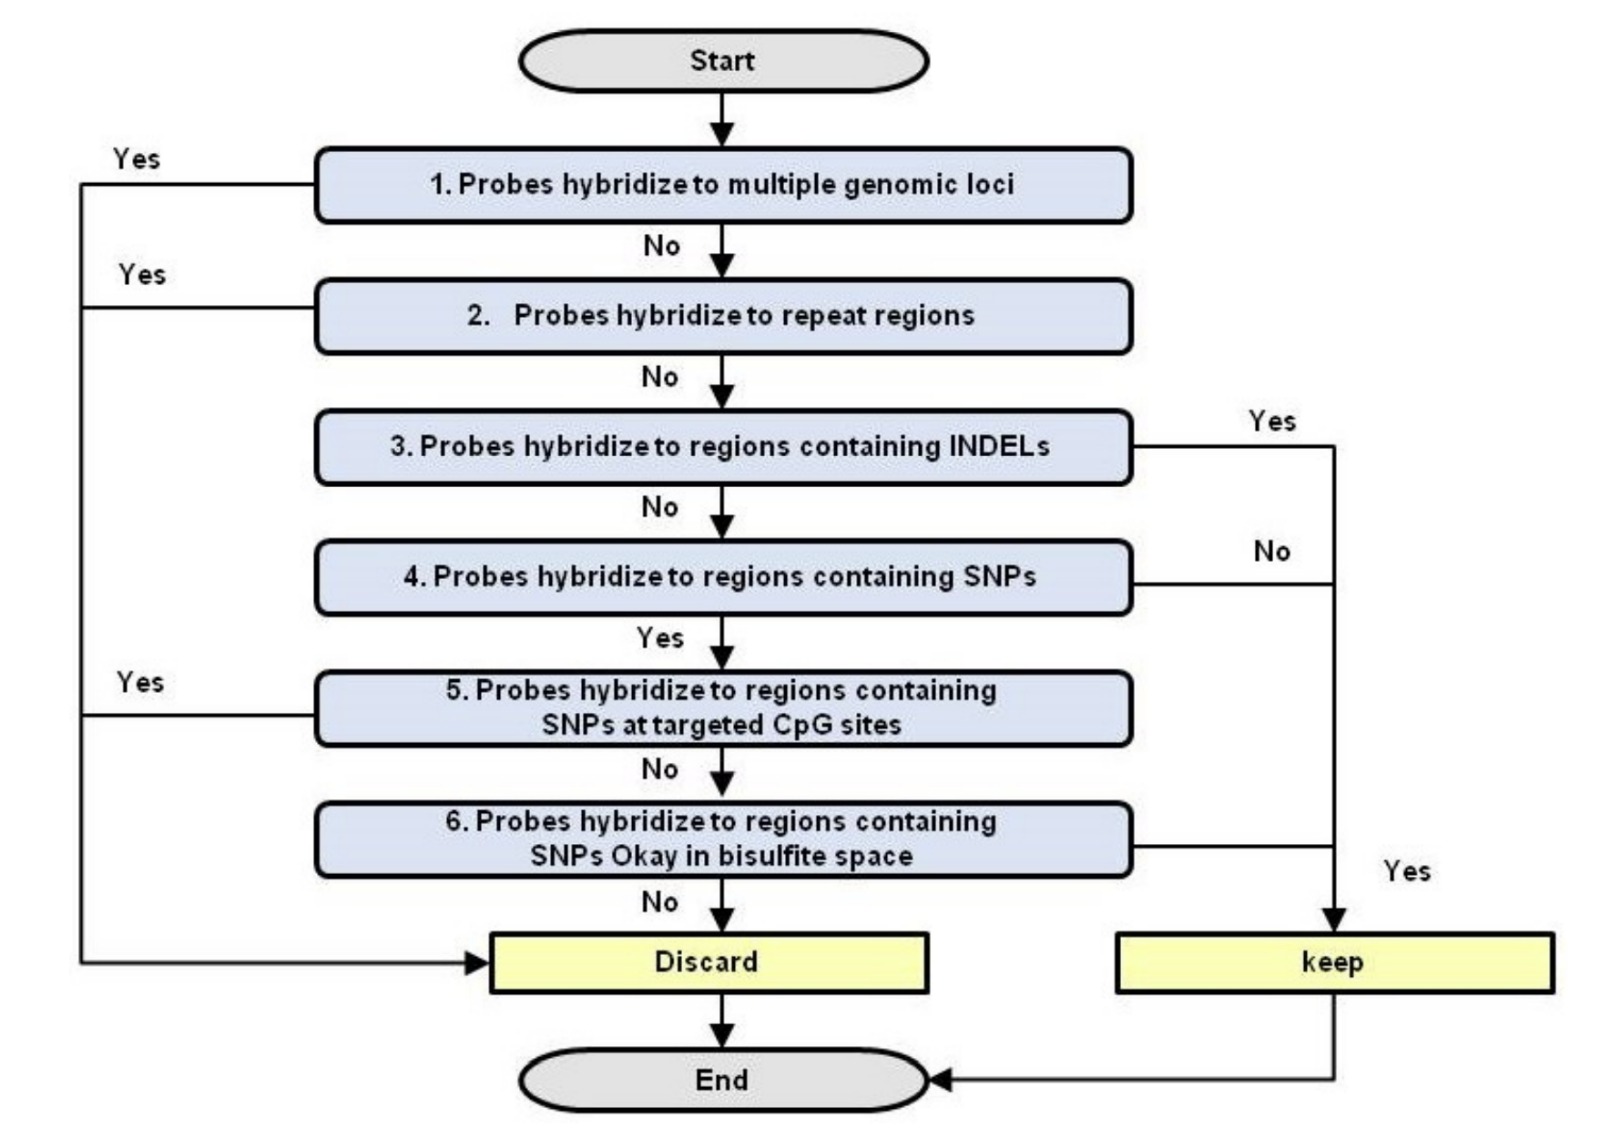 Start
Yes
1. Probes hybridize to multiple genomic loci
No
Yes
2. Probes hybridize to repeat regions
No
3. Probes hybridize to regions containing INDELs
Yes
No
4. Probes hybridize to regions containing SNPs
No
Yes
5. Probes hybridize to regions containing
SNPs at targeted CpG sites
Yes
No
6. Probes hybridize to regions containing
SNPs Okay in bisulfite space
Yes
No
Discard
keep
End